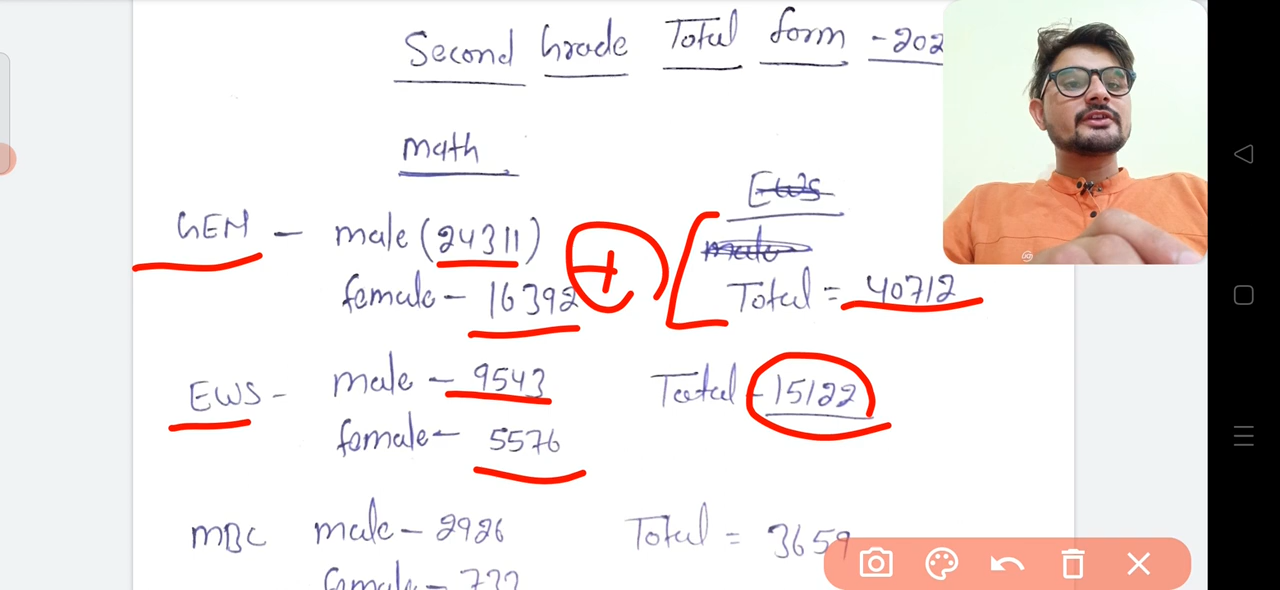 Second Grade Total form - 202
Math
GEN - male (24311)
female - 16392
Total = 40712
EWS - male - 9543 Total - 15122
female - 5576
MBC male - 2926 Total = 3659